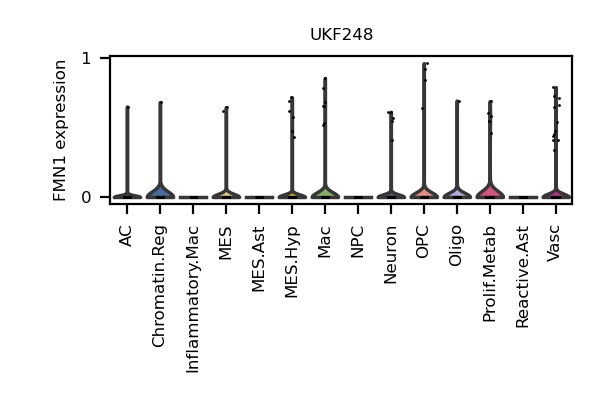 UKF248
FMN1 expression
1
0
AC
Chromatin.Reg
Inflammatory.Mac
MES
MES.Ast
MES.Hyp
Mac
NPC
Neuron
OPC
Oligo
Prolif.Metab
Reactive.Ast
Vasc